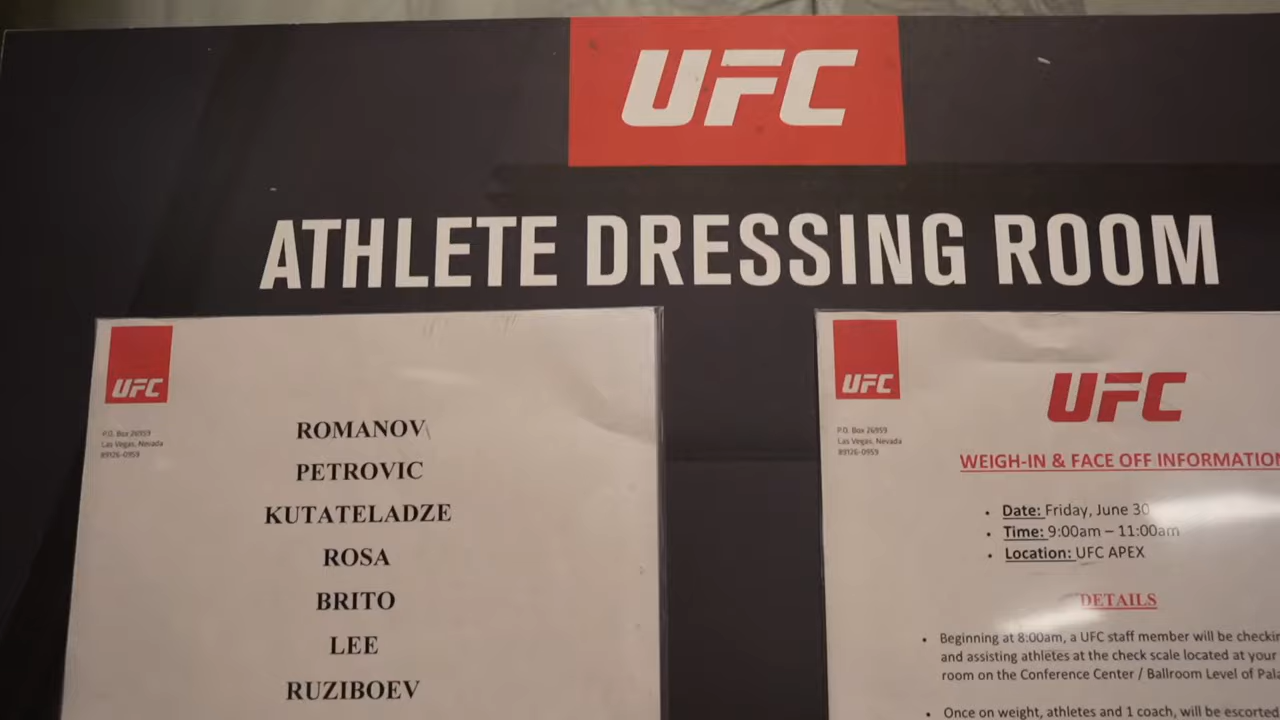 UFC
ATHLETE DRESSING ROOM
UFC
P.O. Box 26959
Las Vegas, Nevada
89126-0959
ROMANOV\
PETROVIC
KUTATELADZE
ROSA
BRITO
LEE
RUZIBOEV
UFC
P.O. Box 26959
Las Vegas, Nevada
89126-0959
UFC
WEIGH-IN & FACE OFF INFORMATION
• Date: Friday, June 30
• Time: 9:00am – 11:00am
• Location: UFC APEX
DETAILS
• Beginning at 8:00am, a UFC staff member will be
and assisting athletes at the check scale located at your
room on the Conference Center / Ballroom Level of
• Once on weight, athletes and 1 coach, will be escorted